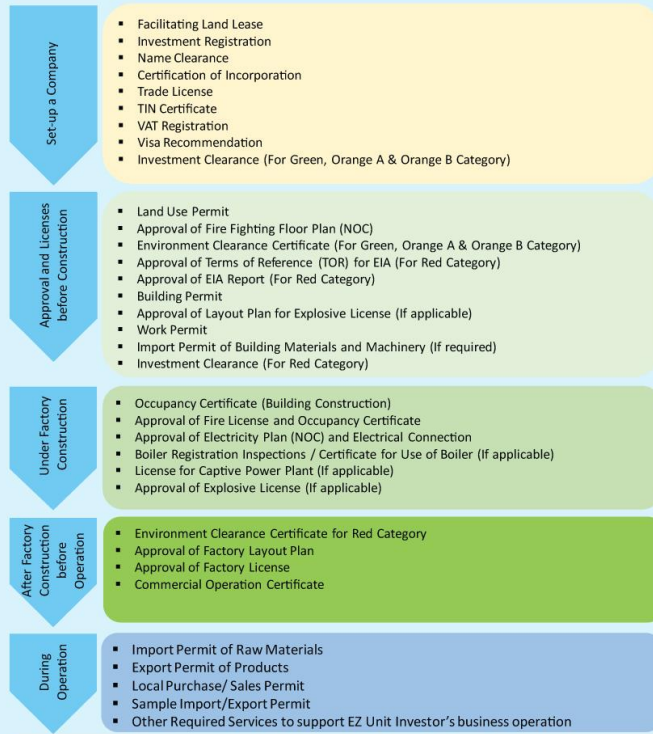 Set-up a Company
▪ Facilitating Land Lease
▪ Investment Registration
▪ Name Clearance
▪ Certification of Incorporation
▪ Trade License
▪ TIN Certificate
▪ VAT Registration
▪ Visa Recommendation
▪ Investment Clearance (For Green, Orange A & Orange B Category)
Approval and Licenses
before Construction
▪ Land Use Permit
▪ Approval of Fire Fighting Floor Plan (NOC)
▪ Environment Clearance Certificate (For Green, Orange A & Orange B Category)
▪ Approval of Terms of Reference (TOR) for EIA (For Red Category)
▪ Approval of EIA Report (For Red Category)
▪ Building Permit
▪ Approval of Layout Plan for Explosive License (If applicable)
▪ Work Permit
▪ Import Permit of Building Materials and Machinery (If required)
▪ Investment Clearance (For Red Category)
Under Factory
Construction
▪ Occupancy Certificate (Building Construction)
▪ Approval of Fire License and Occupancy Certificate
▪ Approval of Electricity Plan (NOC) and Electrical Connection
▪ Boiler Registration Inspections / Certificate for Use of Boiler (If applicable)
▪ License for Captive Power Plant (If applicable)
▪ Approval of Explosive License (If applicable)
After Factory
Construction
before
Operation
▪ Environment Clearance Certificate for Red Category
▪ Approval of Factory Layout Plan
▪ Approval of Factory License
▪ Commercial Operation Certificate
During
Operation
▪ Import Permit of Raw Materials
▪ Export Permit of Products
▪ Local Purchase/ Sales Permit
▪ Sample Import/Export Permit
▪ Other Required Services to support EZ Unit Investor's business operation